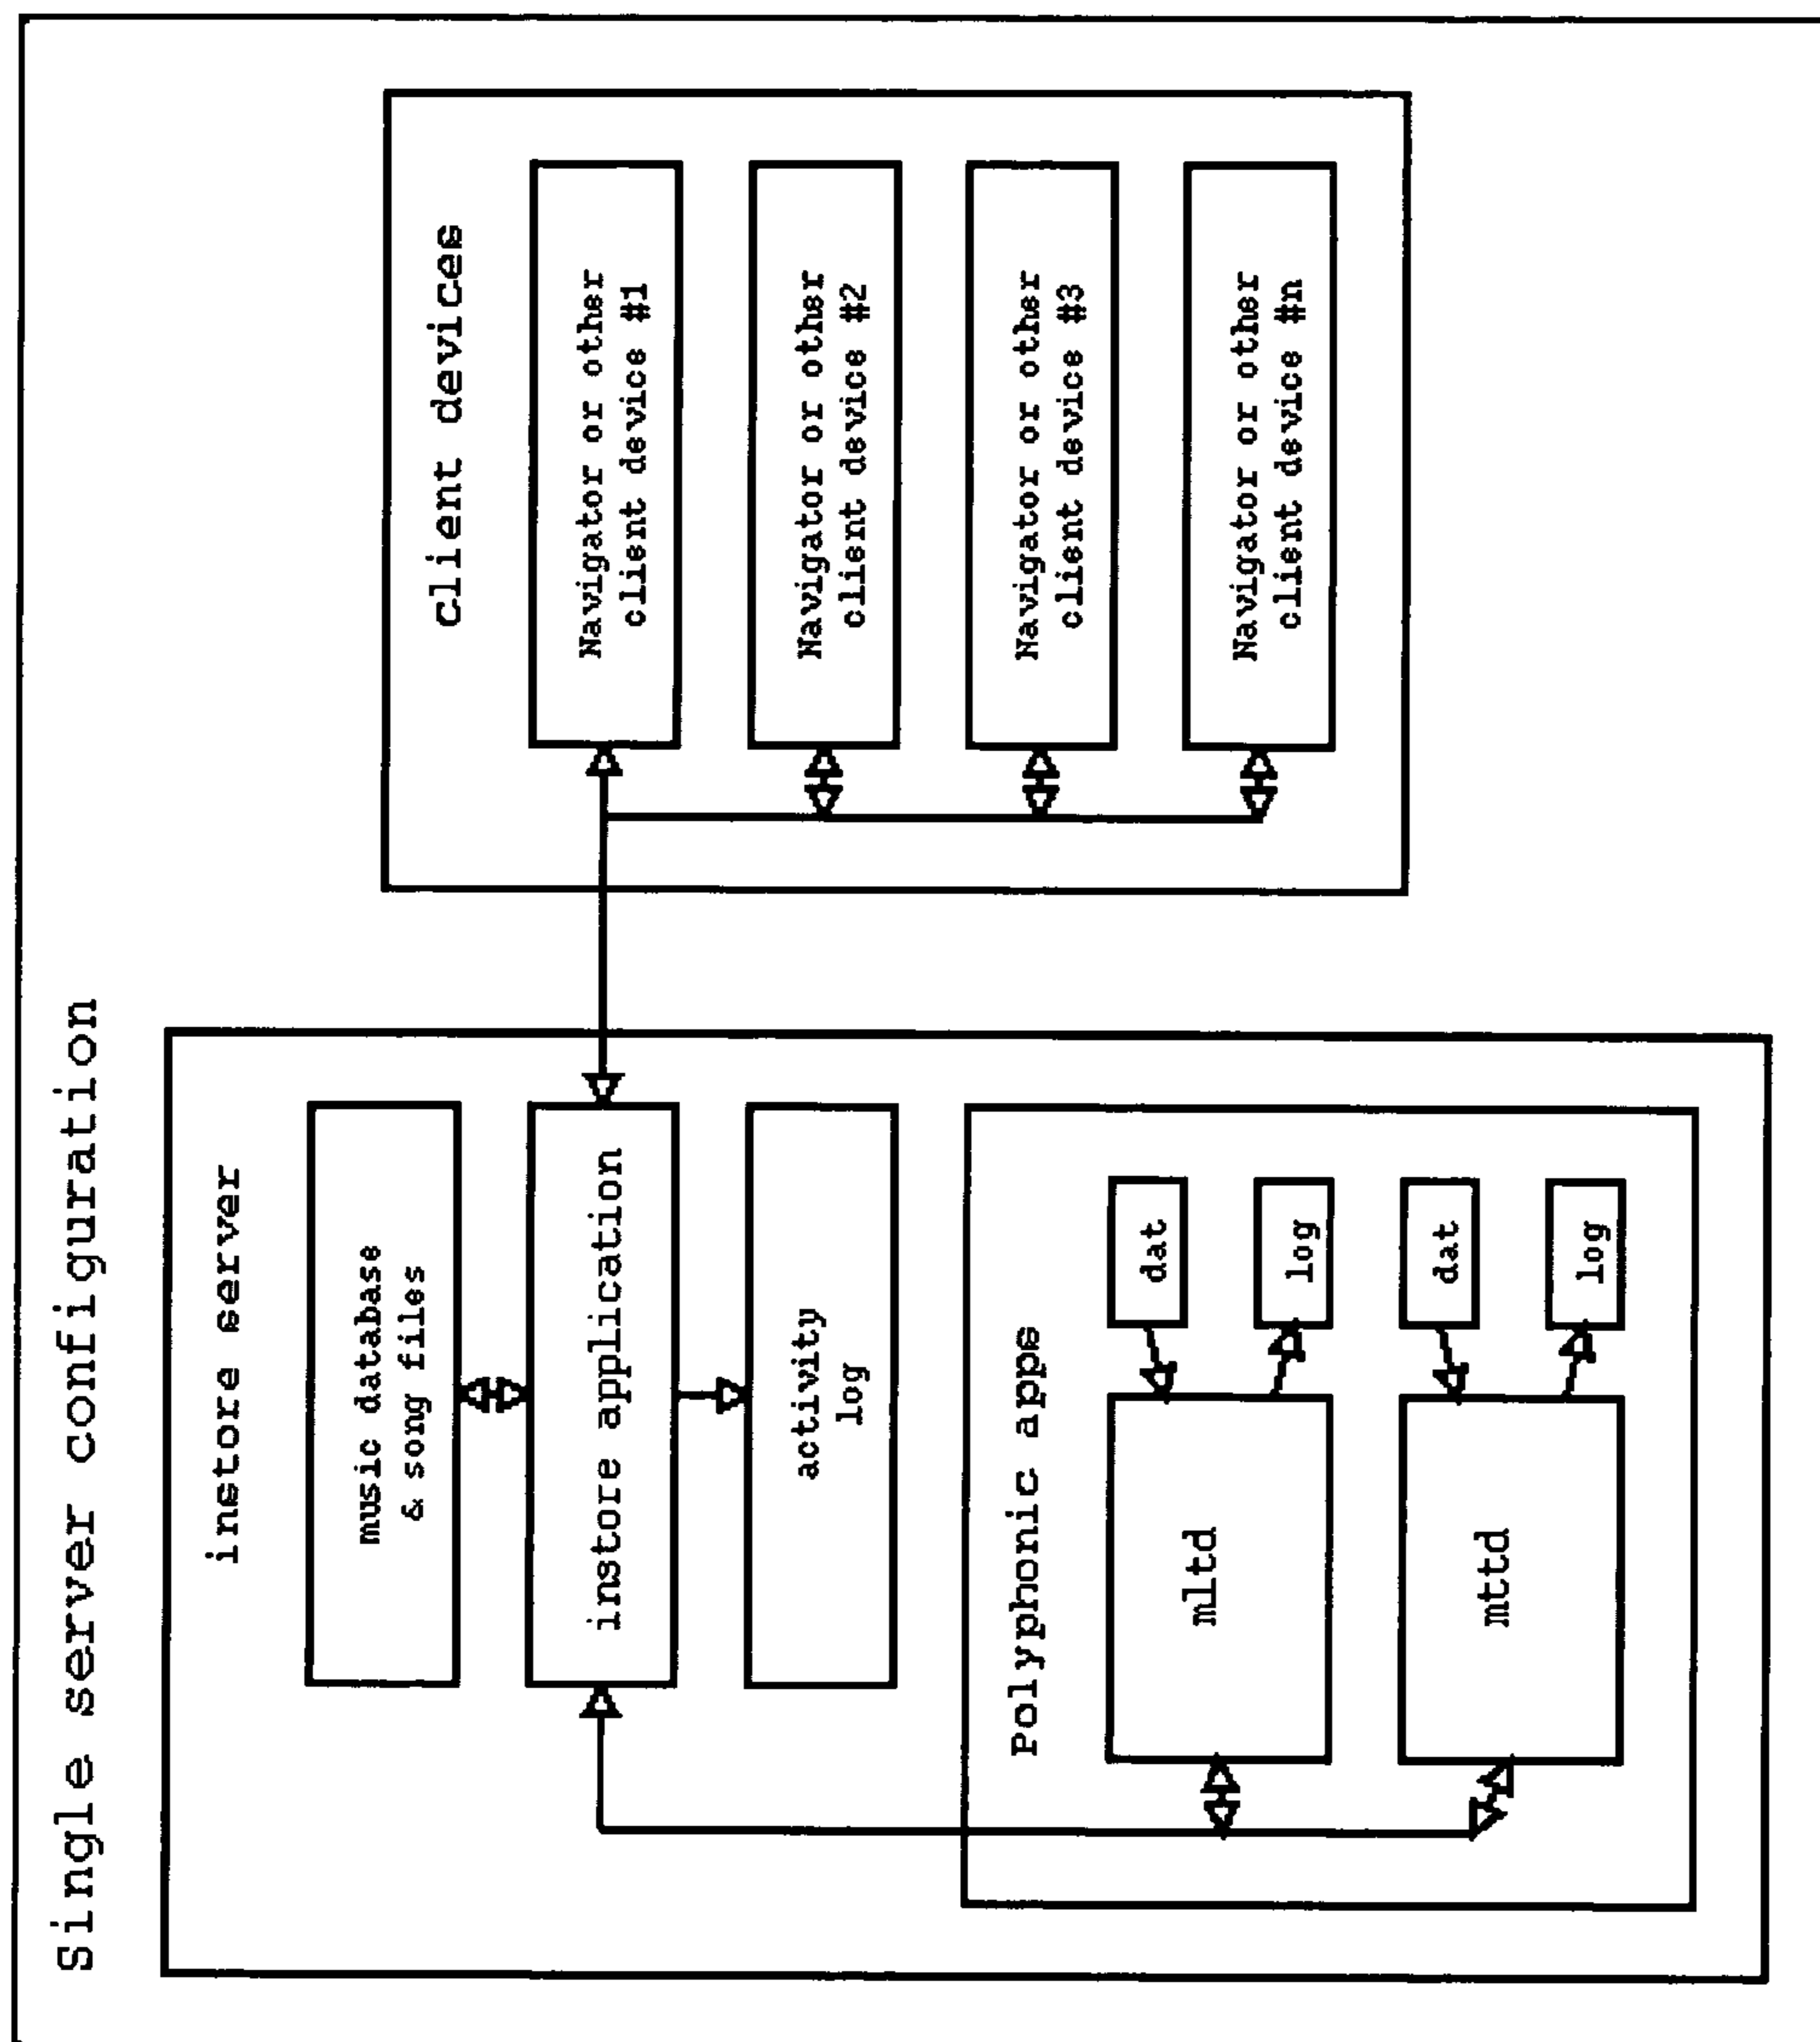 single server configuration
instore server
music database
& song files
instore application
activity
log
Polyphonic apps
mltd
dat
log
mttd
dat
log
client devices
Navigator or other
client device #1
Navigator or other
client device #2
Navigator or other
client device #3
Navigator or other
client device #n